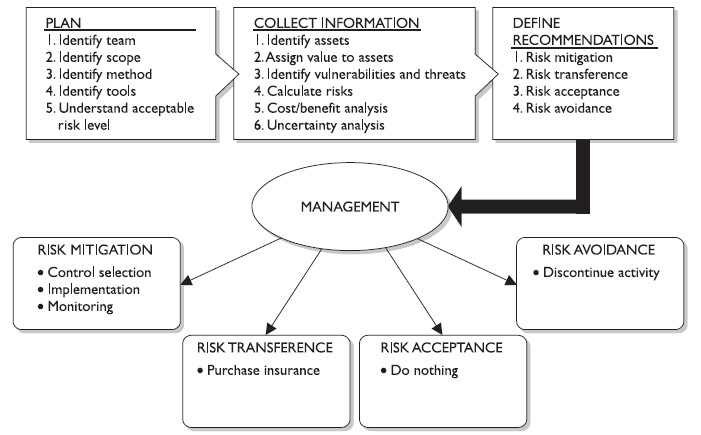 PLAN
1. Identify team
2. Identify scope
3. Identify method
4. Identify tools
5. Understand acceptable
risk level
COLLECT INFORMATION
1. Identify assets
2. Assign value to assets
3. Identify vulnerabilities and threats
4. Calculate risks
5. Cost/benefit analysis
6. Uncertainty analysis
DEFINE
RECOMMENDATIONS
1. Risk mitigation
2. Risk transference
3. Risk acceptance
4. Risk avoidance
MANAGEMENT
RISK MITIGATION
• Control selection
• Implementation
• Monitoring
RISK TRANSFERENCE
• Purchase insurance
RISK ACCEPTANCE
• Do nothing
RISK AVOIDANCE
• Discontinue activity